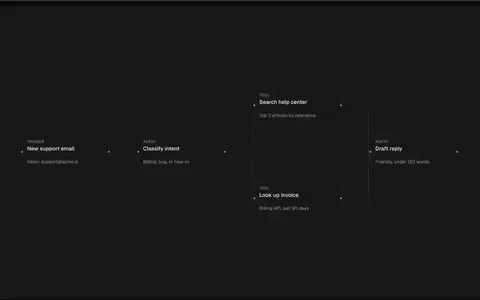 TRIGGER
New support email
Inbox: support@acme.io
AGENT
Classify intent
Billing, bug, or how-to
TOOL
Search help center
Top 3 articles by relevance
TOOL
Look up invoice
Billing API, last 90 days
AGENT
Draft reply
Friendly, under 120 words